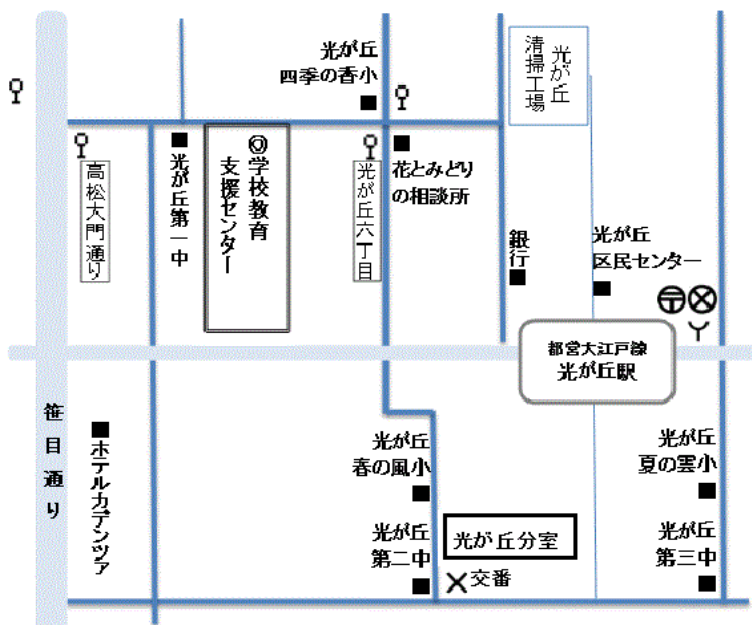 光が丘
四季の香小
光が丘
清掃工場
高松大門通り
光が丘第一中
◎学校教育
支援センター
光が丘六丁目
花とみどり
の相談所
銀行
光が丘
区民センター
都営大江戸線
光が丘駅
笹目通り
ホテルカデンツァ
光が丘
春の風小
光が丘
夏の雲小
光が丘
第二中
光が丘分室
交番
光が丘
第三中